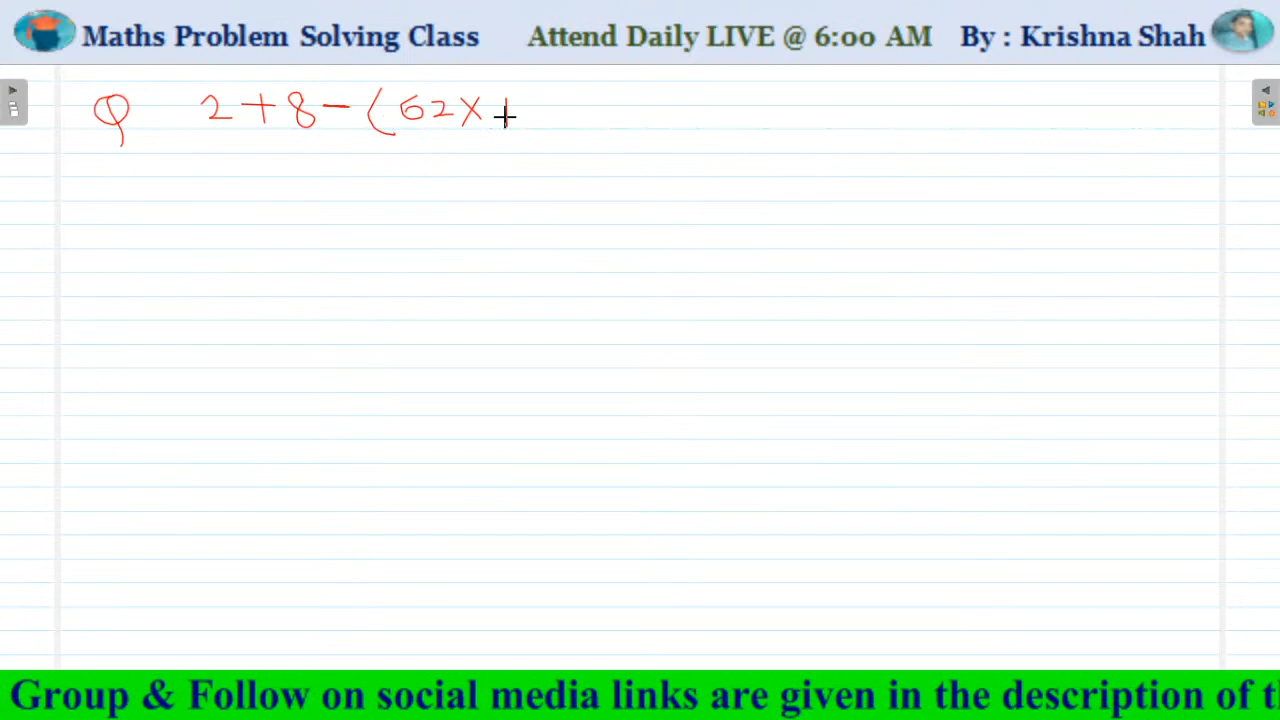 Maths Problem Solving Class Attend Daily LIVE @ 6:00 AM By : Krishna Shah
Q 2+8-(62×
Group & Follow on social media links are given in the description of